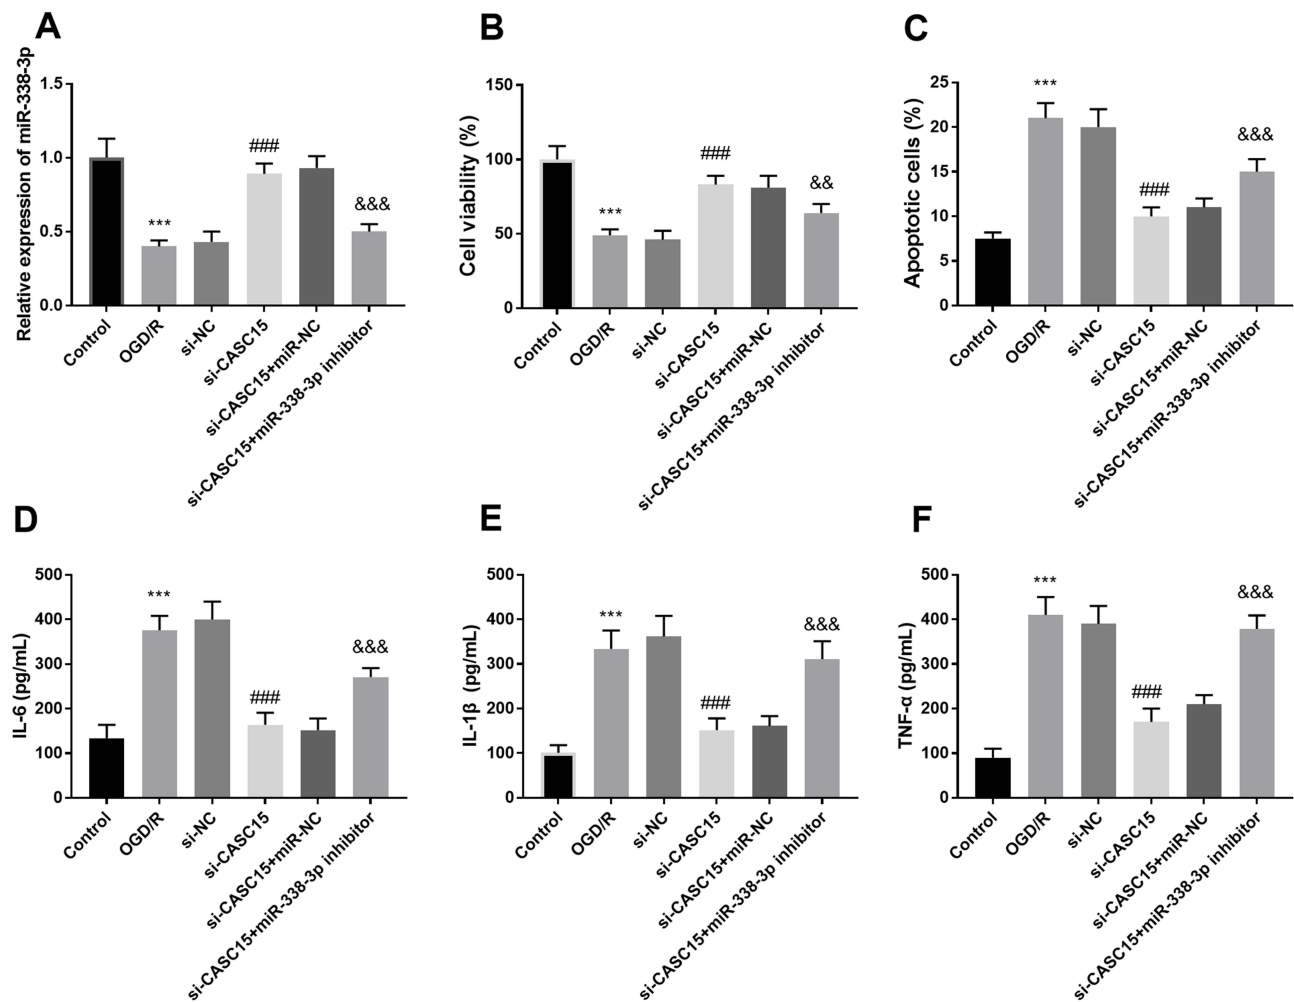 A
Relative expression of miR-338-3p
1.5
1.0
0.5
0.0
***
###
&&&
Control
OGD/R
si-NC
si-CASC15
si-CASC15+miR-NC
si-CASC15+miR-338-3p inhibitor
B
Cell viability (%)
150
100
50
0
***
###
&&
Control
OGD/R
si-NC
si-CASC15
si-CASC15+miR-NC
si-CASC15+miR-338-3p inhibitor
C
Apoptotic cells (%)
25
20
15
10
5
0
***
###
&&&
Control
OGD/R
si-NC
si-CASC15
si-CASC15+miR-NC
si-CASC15+miR-338-3p inhibitor
D
IL-6 (pg/mL)
500
400
300
200
100
0
***
###
&&&
Control
OGD/R
si-NC
si-CASC15
si-CASC15+miR-NC
si-CASC15+miR-338-3p inhibitor
E
IL-1β (pg/mL)
500
400
300
200
100
0
***
###
&&&
Control
OGD/R
si-NC
si-CASC15
si-CASC15+miR-NC
si-CASC15+miR-338-3p inhibitor
F
TNF-α (pg/mL)
500
400
300
200
100
0
***
###
&&&
Control
OGD/R
si-NC
si-CASC15
si-CASC15+miR-NC
si-CASC15+miR-338-3p inhibitor